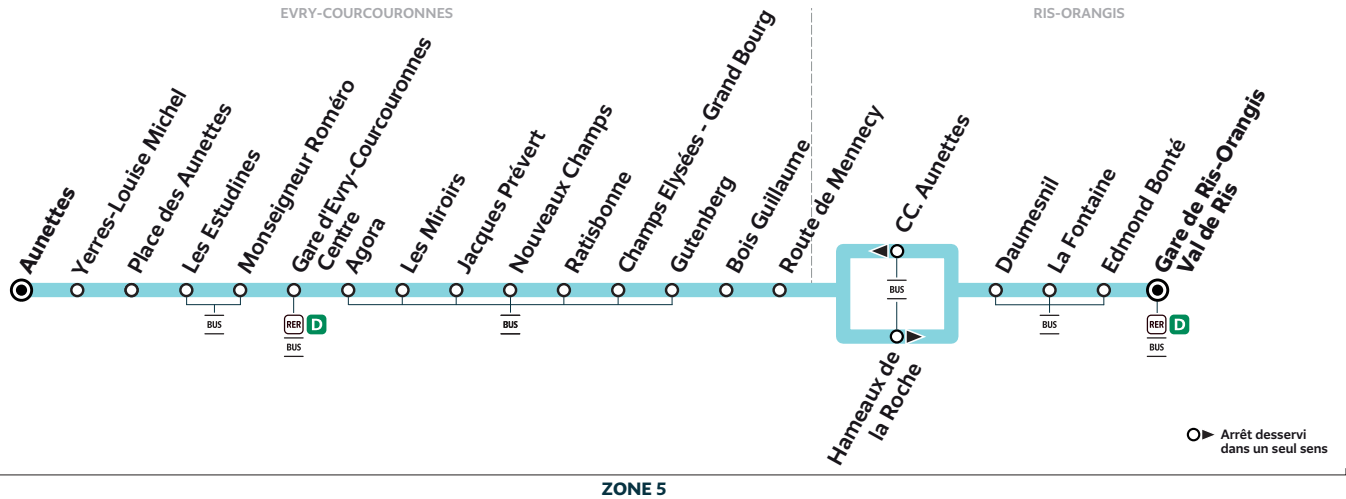 EVRY-COURCOURONNES
RIS-ORANGIS
Aunettes
Yerres-Louise Michel
Place des Aunettes
Les Estudines
Monseigneur Roméro
Gare d'Evry-Courcouronnes
Centre
Agora
Les Miroirs
Jacques Prévert
Nouveaux Champs
Ratisbonne
Champs Elysées - Grand Bourg
Gutenberg
Bois Guillaume
Route de Mennecy
CC. Aunettes
Hameaux de
la Roche
Daumesnil
La Fontaine
Edmond Bonté
Gare de Ris-Orangis
Val de Ris
BUS
RER D
BUS
BUS
BUS
BUS
RER D
BUS
Arrêt desservi
dans un seul sens
ZONE 5